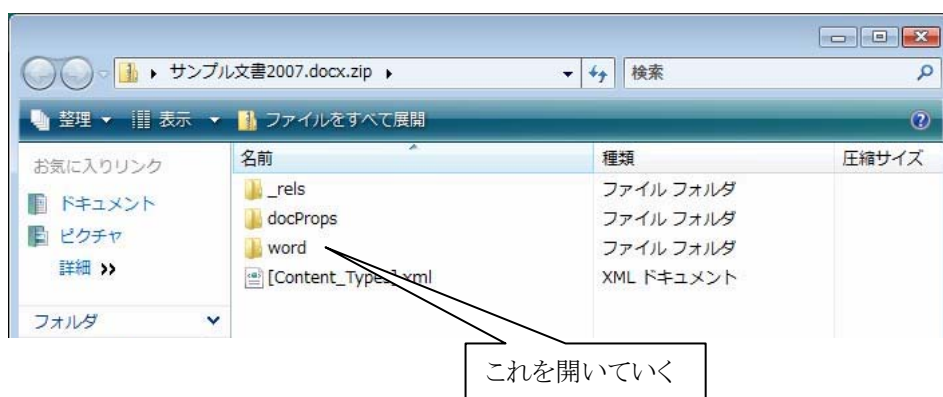 サンプル文書2007.docx.zip
検索
整理 表示 ファイルをすべて展開
お気に入りリンク
ドキュメント
ピクチャ
詳細 »
フォルダ
名前 種類 圧縮サイズ
_rels ファイル フォルダ
docProps ファイル フォルダ
word ファイル フォルダ
[Content_Types].xml XML ドキュメント
これを開いていく